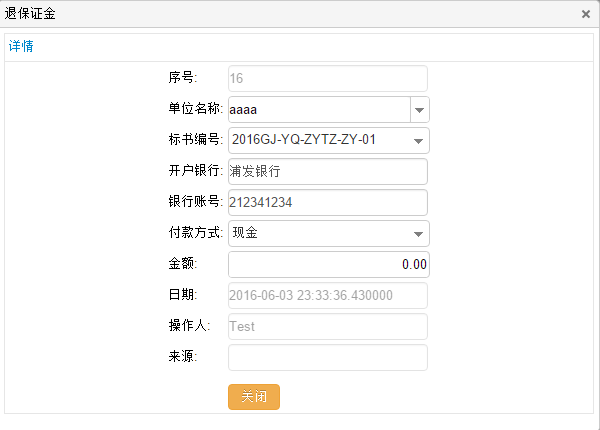 退保证金 ×
详情
序号: 16
单位名称: aaaa
标书编号: 2016GJ-YQ-ZYTZ-ZY-01
开户银行: 浦发银行
银行账号: 212341234
付款方式: 现金
金额: 0.00
日期: 2016-06-03 23:33:36.430000
操作人: Test
来源:
关闭